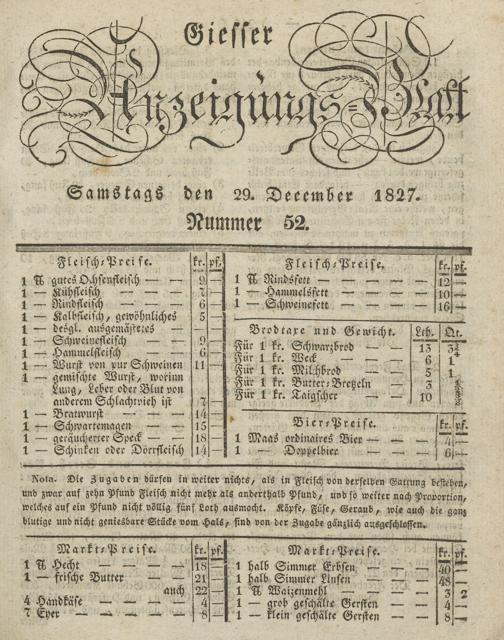 Giesser
Anzeigungs-Blatt
Samstags den 29. December 1827.
Nummer 52.
Fleisch-Preise. kr. pf.
1 ℔ gutes Ochsenfleisch — — 9 —
1 — Kühfleisch — — 7 —
1 — Rindfleisch — — 6 —
1 — Kalbfleisch, gewöhnliches 5 —
1 — desgl. ausgemästetes —
1 — Schweinefleisch — — 9 —
1 — Hammelsfleisch — — 6 —
1 — Wurst von pur Schweinen 11 —
1 — gemischte Wurst, worinn
Lung, Leber oder Blut von
anderem Schlachtvieh ist 7 —
1 — Bratwurst — — 14 —
1 — Schwartemagen — — 15 —
1 — geräucherter Speck — 18 —
1 — Schinken oder Dörrfleisch 14 —
Fleisch-Preise. kr. pf.
1 ℔ Rindsfett — — — 12 —
1 — Hammelsfett — — — 10 —
1 — Schweinefett — — — 16 —
Brodtaxe und Gewicht. Lth. Qt.
Für 1 kr. Schwarzbrod — 13 3¾
Für 1 kr. Weck — — 6 1
Für 1 kr. Milchbrod — — 5 1
Für 1 kr. Butter-Bretzeln — 3
Für 1 kr. Taigscher — — 10
Bier-Preise. kr. pf.
1 Maas ordinaires Bier — — — 4 —
1 — Doppelbier — — — 6 —
Nota. Die Zugaben dürfen in weiter nichts, als in Fleisch von derselben Gattung bestehen,
und zwar auf zehn Pfund Fleisch nicht mehr als anderthalb Pfund, und so weiter nach Proportion,
welches auf ein Pfund nicht völlig fünf Loth ausmacht. Köpfe, Füse, Geraud, wie auch die ganz
blutige und nicht geniesbare Stücke vom Hals, sind von der Zugabe gänzlich ausgeschlossen.
Markt-Preise. kr. pf.
1 ℔ Hecht — — — 18 —
1 — frische Butter — — 21 —
auch 22 —
4 Handkäse — — — 4 —
7 Eyer — — — 8 —
Markt-Preise. kr. pf.
1 halb Simmer Erbsen — — 40 —
1 halb Simmer Linsen — — 48 —
1 ℔ Waizenmehl — — — 3 2
1 — grob geschälte Gersten — — 4 —
1 — klein geschälte Gersten — — 8 —